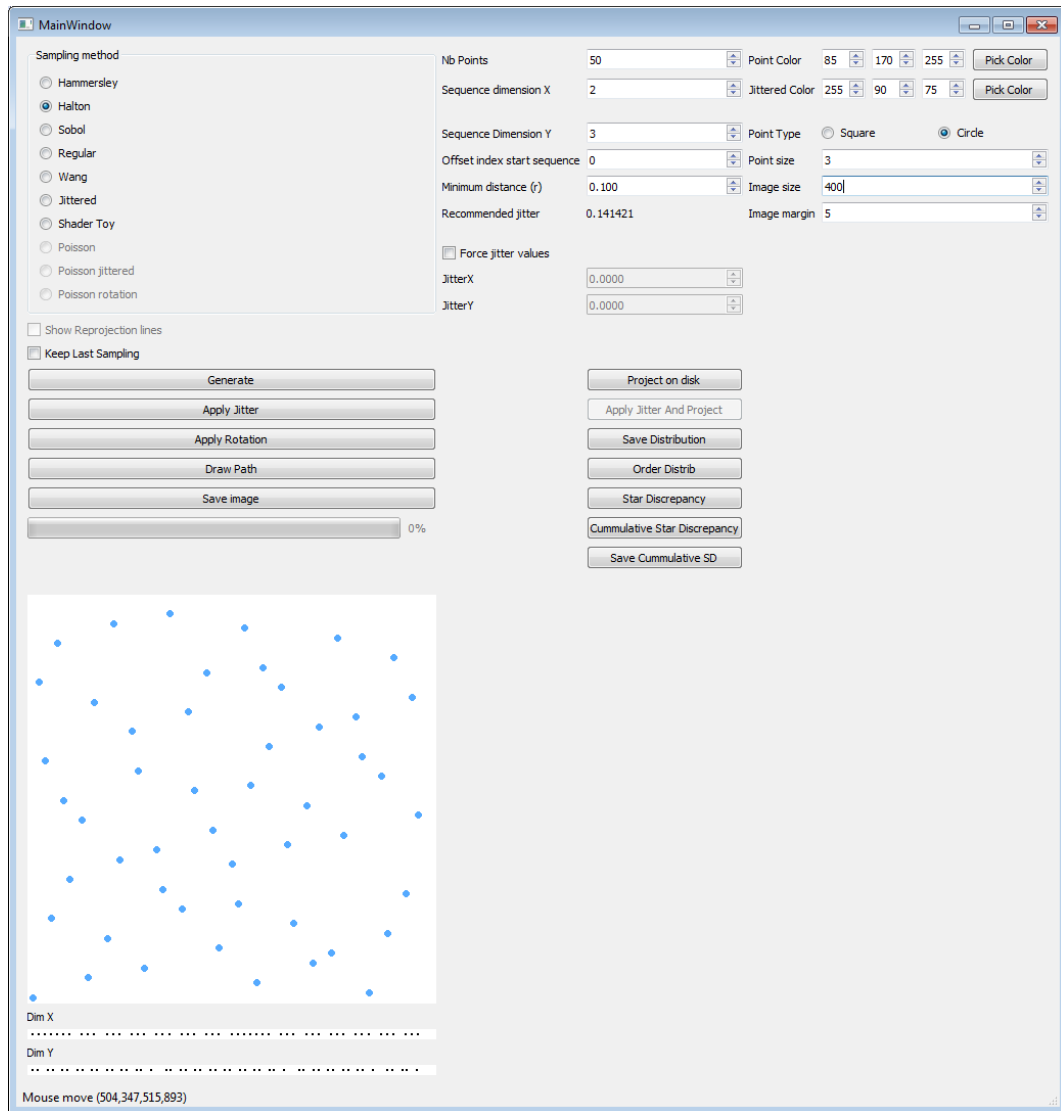 MainWindow
Sampling method
Hammersley
Halton
Sobol
Regular
Wang
Jittered
Shader Toy
Poisson
Poisson jittered
Poisson rotation
Show Reprojection lines
Keep Last Sampling
Nb Points 50 Point Color 85 170 255 Pick Color
Sequence dimension X 2 Jittered Color 255 90 75 Pick Color
Sequence Dimension Y 3 Point Type Square Circle
Offset index start sequence 0 Point size 3
Minimum distance (r) 0.100 Image size 400
Recommended jitter 0.141421 Image margin 5
Force jitter values
JitterX 0.0000
JitterY 0.0000
Generate Project on disk
Apply Jitter Apply Jitter And Project
Apply Rotation Save Distribution
Draw Path Order Distrib
Save image Star Discrepancy
0% Cummulative Star Discrepancy
Save Cummulative SD
Dim X
Dim Y
Mouse move (504,347,515,893)